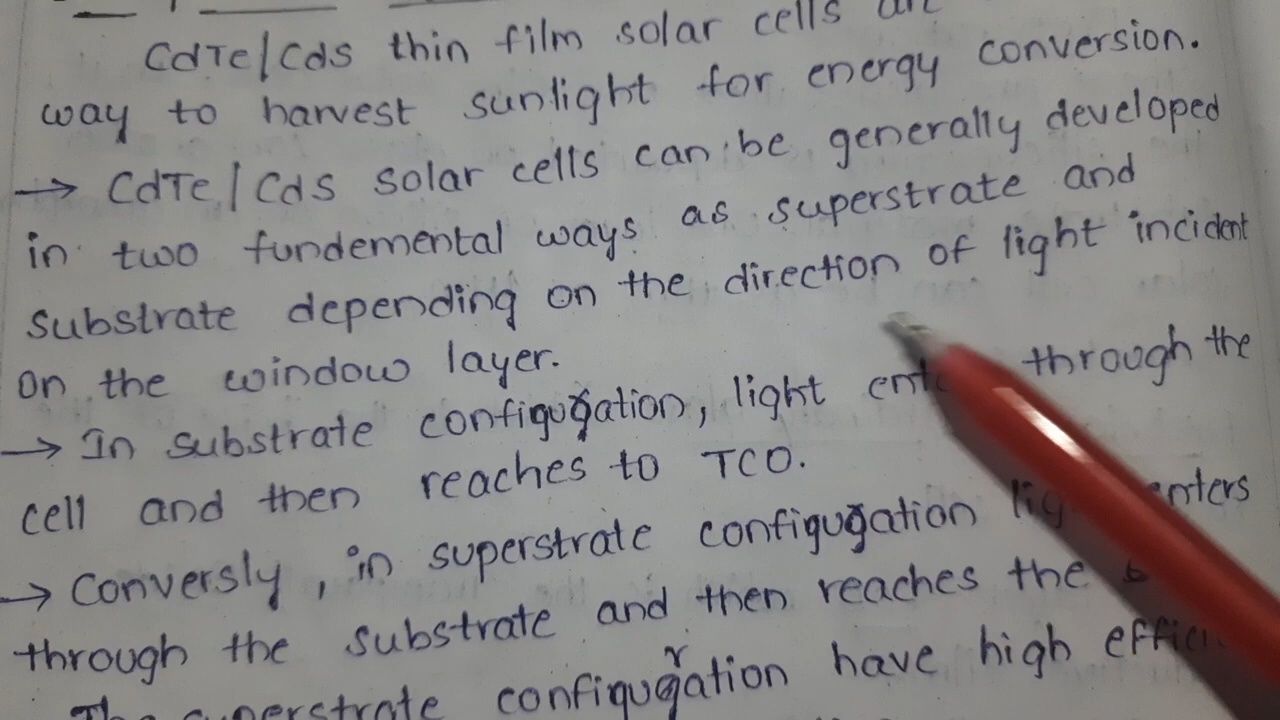 CdTe/Cds thin film solar cells
way to harvest sunlight for energy conversion.
→ CdTe/Cds solar cells can be generally developed
in two fundemental ways as superstrate and
substrate depending on the direction of light incident
on the window layer.
→ In substrate configuration, light through the
cell and then reaches to TCO.
→ Conversly, in superstrate configugation enters
through the substrate and then reaches the
superstrate configuration have high